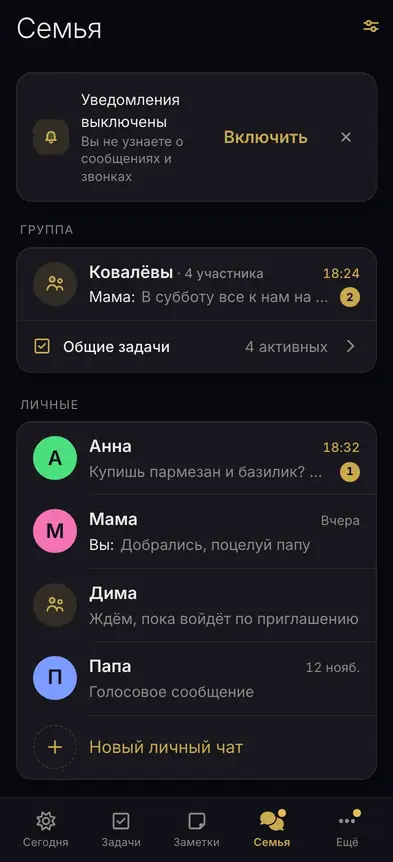 Семья
Уведомления
выключены
Вы не узнаете о
сообщениях и
звонках
Включить
ГРУППА
Ковалёвы · 4 участника 18:24
Мама: В субботу все к нам на ... 2
Общие задачи 4 активных
ЛИЧНЫЕ
А Анна 18:32
Купишь пармезан и базилик? ... 1
М Мама Вчера
Вы: Добрались, поцелуй папу
Дима
Ждём, пока войдёт по приглашению
П Папа 12 нояб.
Голосовое сообщение
Новый личный чат
Сегодня Задачи Заметки Семья Ещё